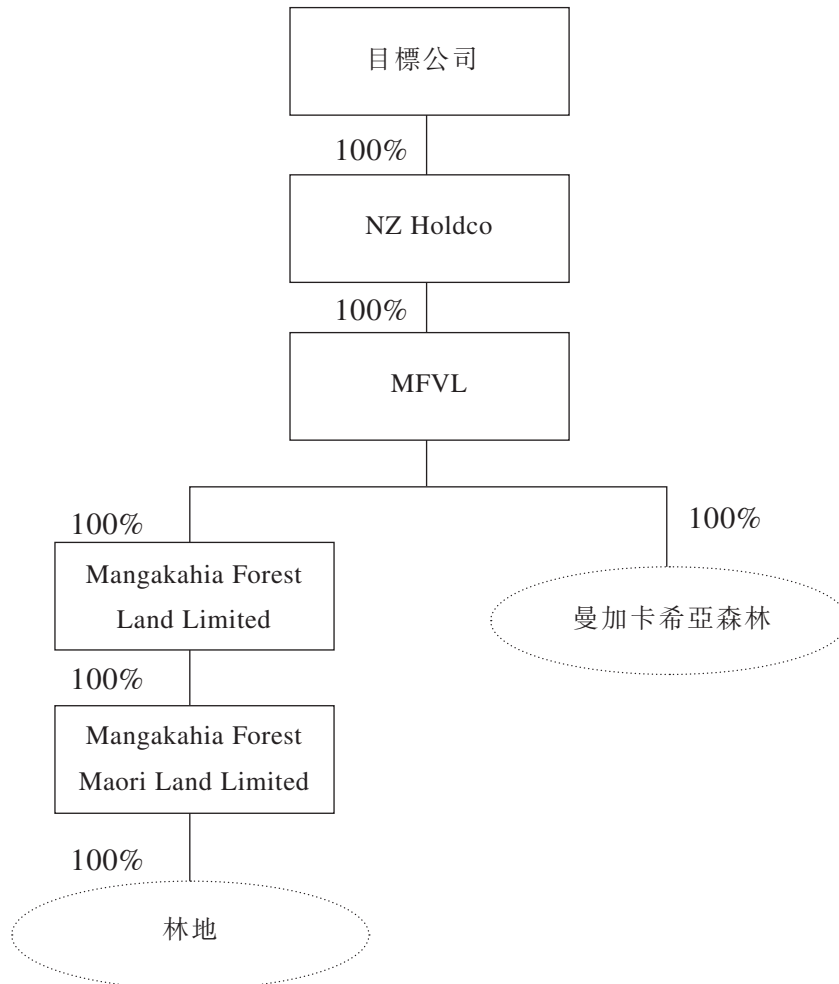 目標公司
100%
NZ Holdco
100%
MFVL
100%
100%
Mangakahia Forest
Land Limited
曼加卡希亞森林
100%
Mangakahia Forest
Maori Land Limited
100%
林地